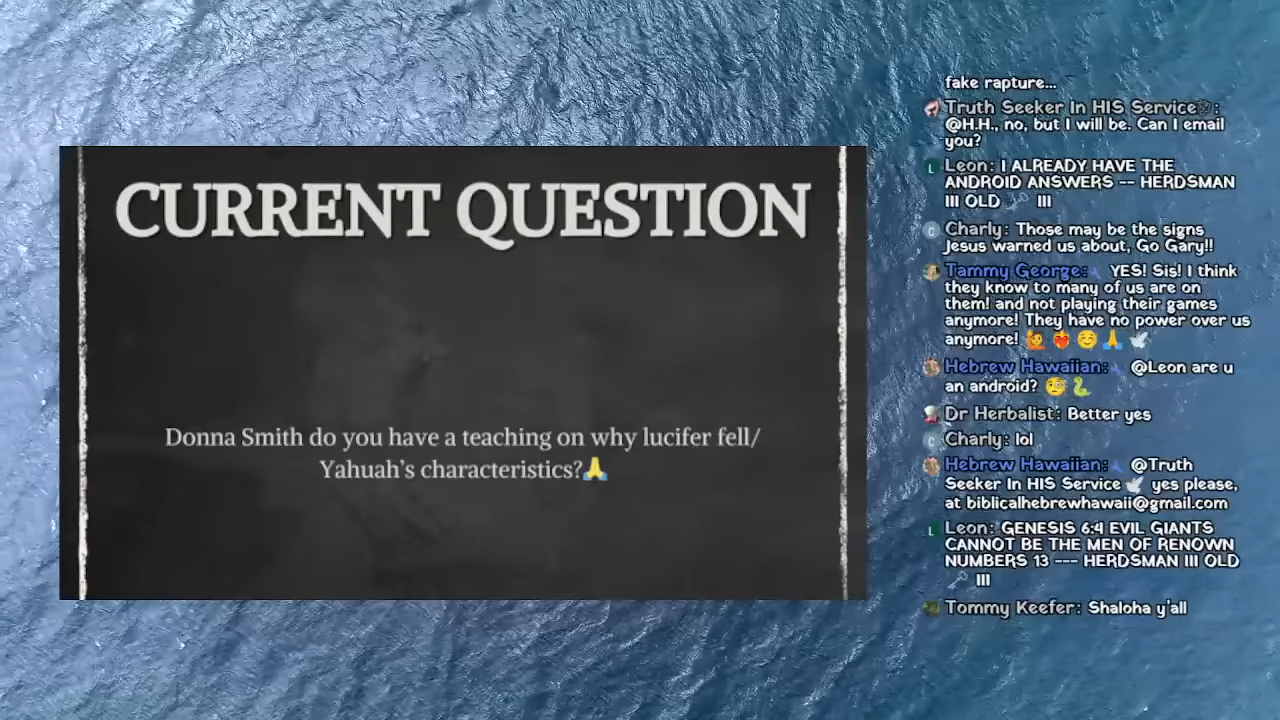 CURRENT QUESTION
Donna Smith do you have a teaching on why lucifer fell/
Yahuah's characteristics?🙏
fake rapture...
Truth Seeker In HIS Service🕊:
@H.H., no, but I will be. Can I email
you?
L Leon: I ALREADY HAVE THE
ANDROID ANSWERS -- HERDSMAN
III OLD 🗝 III
C Charly: Those may be the signs
Jesus warned us about, Go Gary!!
Tammy George: YES! Sis! I think
they know to many of us are on
them! and not playing their games
anymore! They have no power over us
anymore! 🙋❤️‍🔥☺️🙏🕊
Hebrew Hawaiian: @Leon are u
an android? 🧐🐍
Dr Herbalist: Better yes
C Charly: lol
Hebrew Hawaiian: @Truth
Seeker In HIS Service🕊 yes please,
at biblicalhebrewhawaii@gmail.com
L Leon: GENESIS 6:4 EVIL GIANTS
CANNOT BE THE MEN OF RENOWN
NUMBERS 13 --- HERDSMAN III OLD
🗝 III
Tommy Keefer: Shaloha y'all